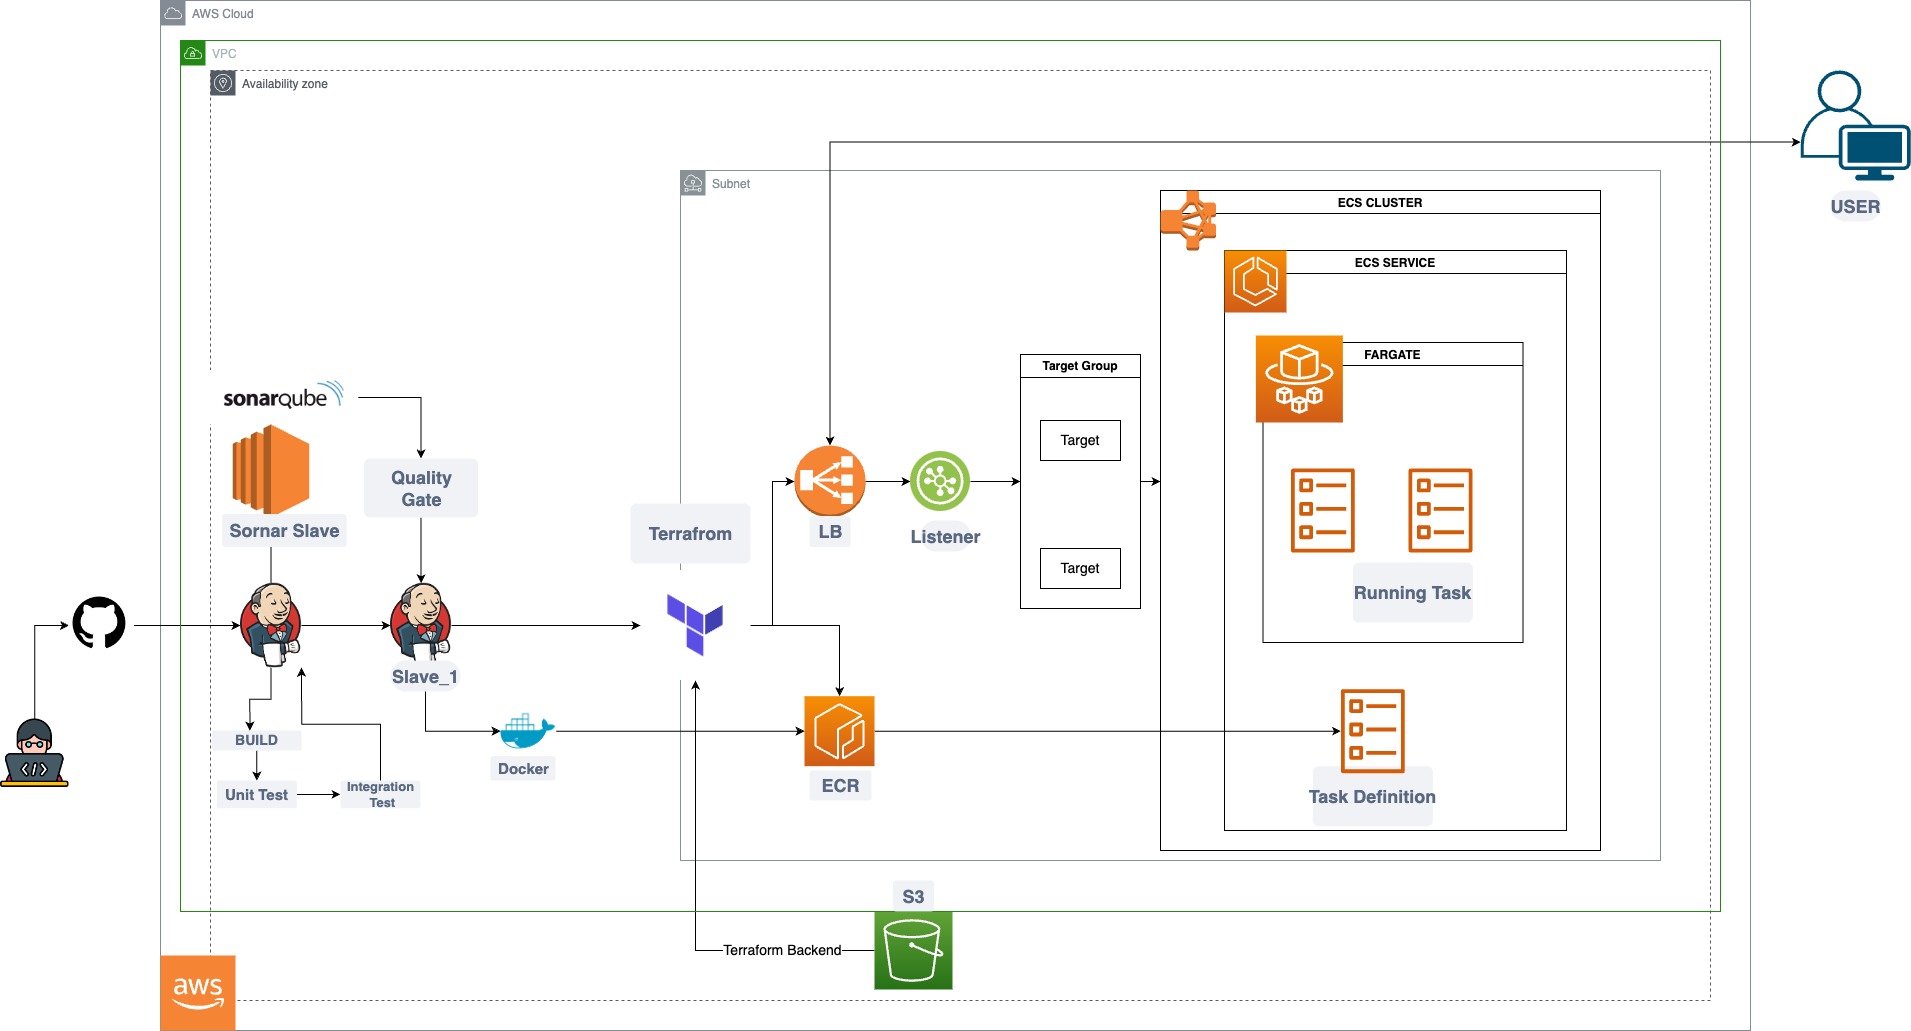 AWS Cloud
VPC
Availability zone
USER
Subnet
ECS CLUSTER
ECS SERVICE
FARGATE
Target Group
Target
Target
sonarqube
Quality
Gate
Sornar Slave
Terrafrom
LB
Listener
Running Task
Slave_1
BUILD
Unit Test
Integration
Test
Docker
ECR
Task Definition
</>
S3
Terraform Backend
aws